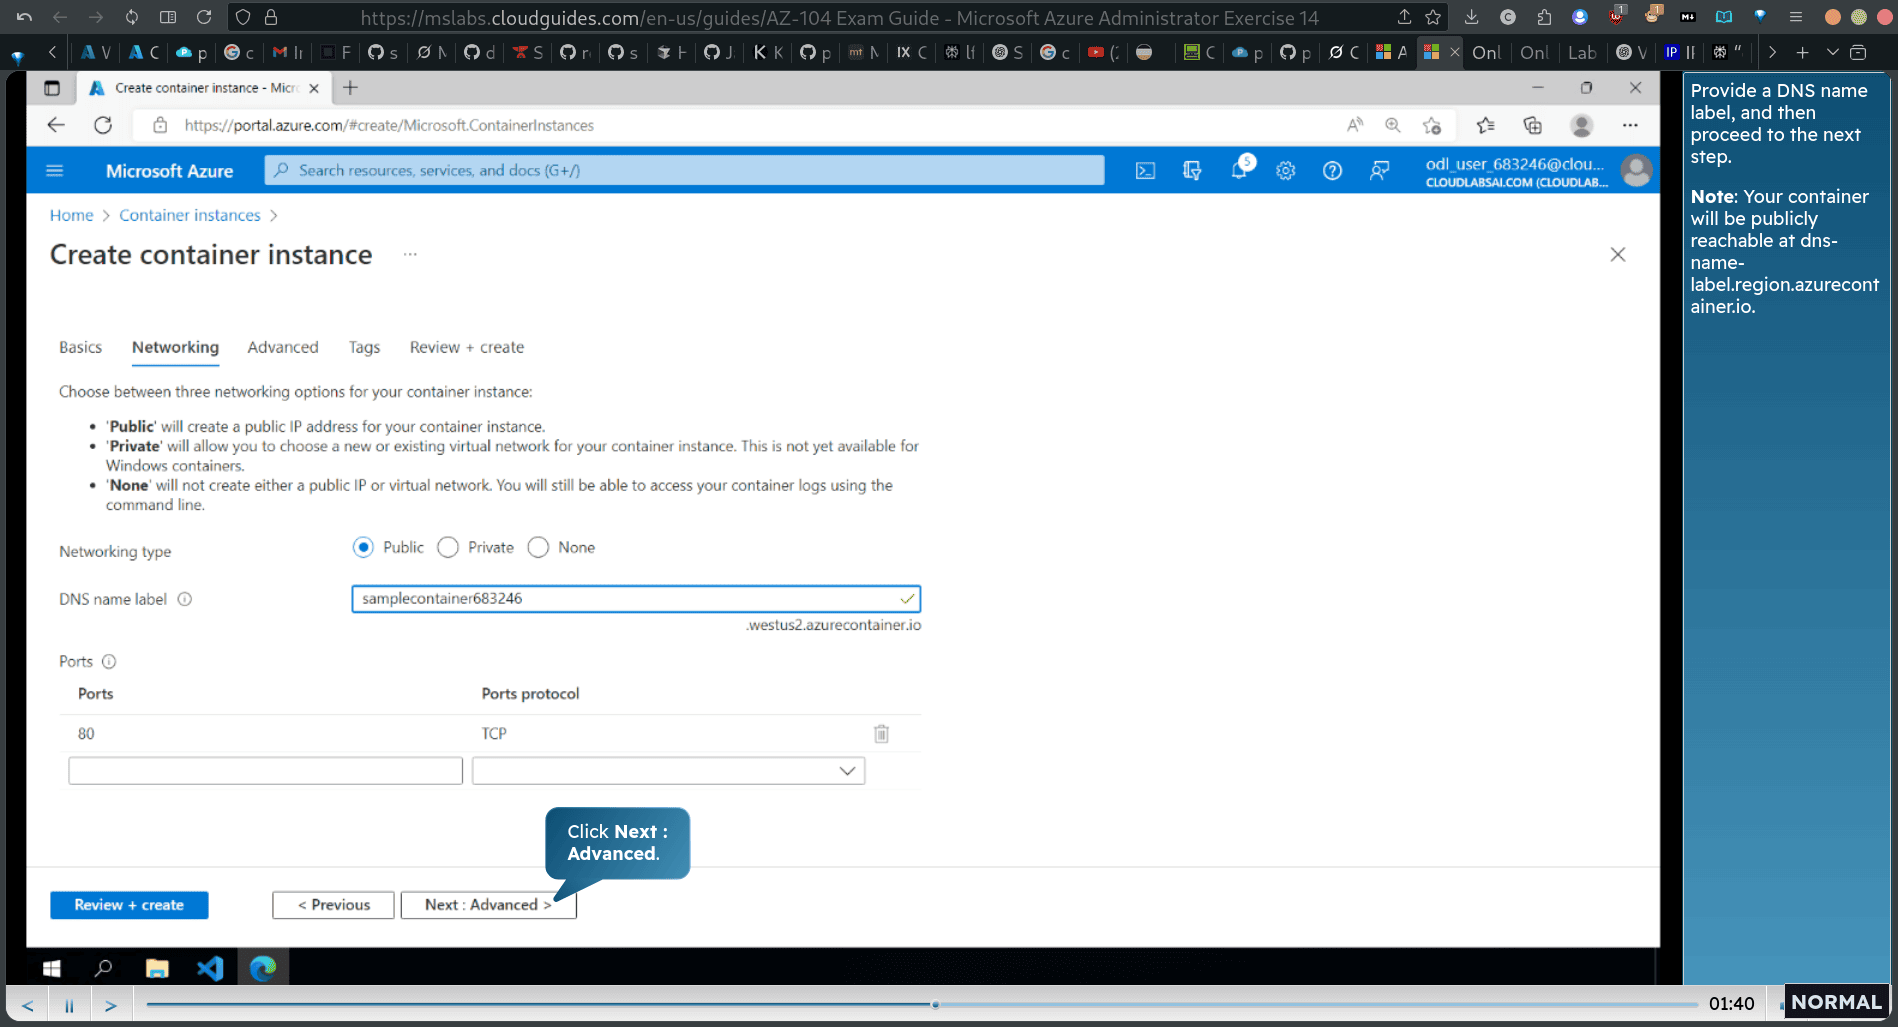 https://mslabs.cloudguides.com/en-us/guides/AZ-104 Exam Guide - Microsoft Azure Administrator Exercise 14
Create container instance - Micr
https://portal.azure.com/#create/Microsoft.ContainerInstances
Microsoft Azure
Search resources, services, and docs (G+/)
5
odl_user_683246@clou...
CLOUDLABSAI.COM (CLOUDLAB...
Home > Container instances >
Create container instance
Basics
Networking
Advanced
Tags
Review + create
Choose between three networking options for your container instance:
• 'Public' will create a public IP address for your container instance.
• 'Private' will allow you to choose a new or existing virtual network for your container instance. This is not yet available for
Windows containers.
• 'None' will not create either a public IP or virtual network. You will still be able to access your container logs using the
command line.
Networking type
Public
Private
None
DNS name label
samplecontainer683246
.westus2.azurecontainer.io
Ports
Ports
Ports protocol
80
TCP
Click Next :
Advanced.
Review + create
< Previous
Next : Advanced >
Provide a DNS name
label, and then
proceed to the next
step.
Note: Your container
will be publicly
reachable at dns-
name-
label.region.azurecont
ainer.io.
01:40
NORMAL